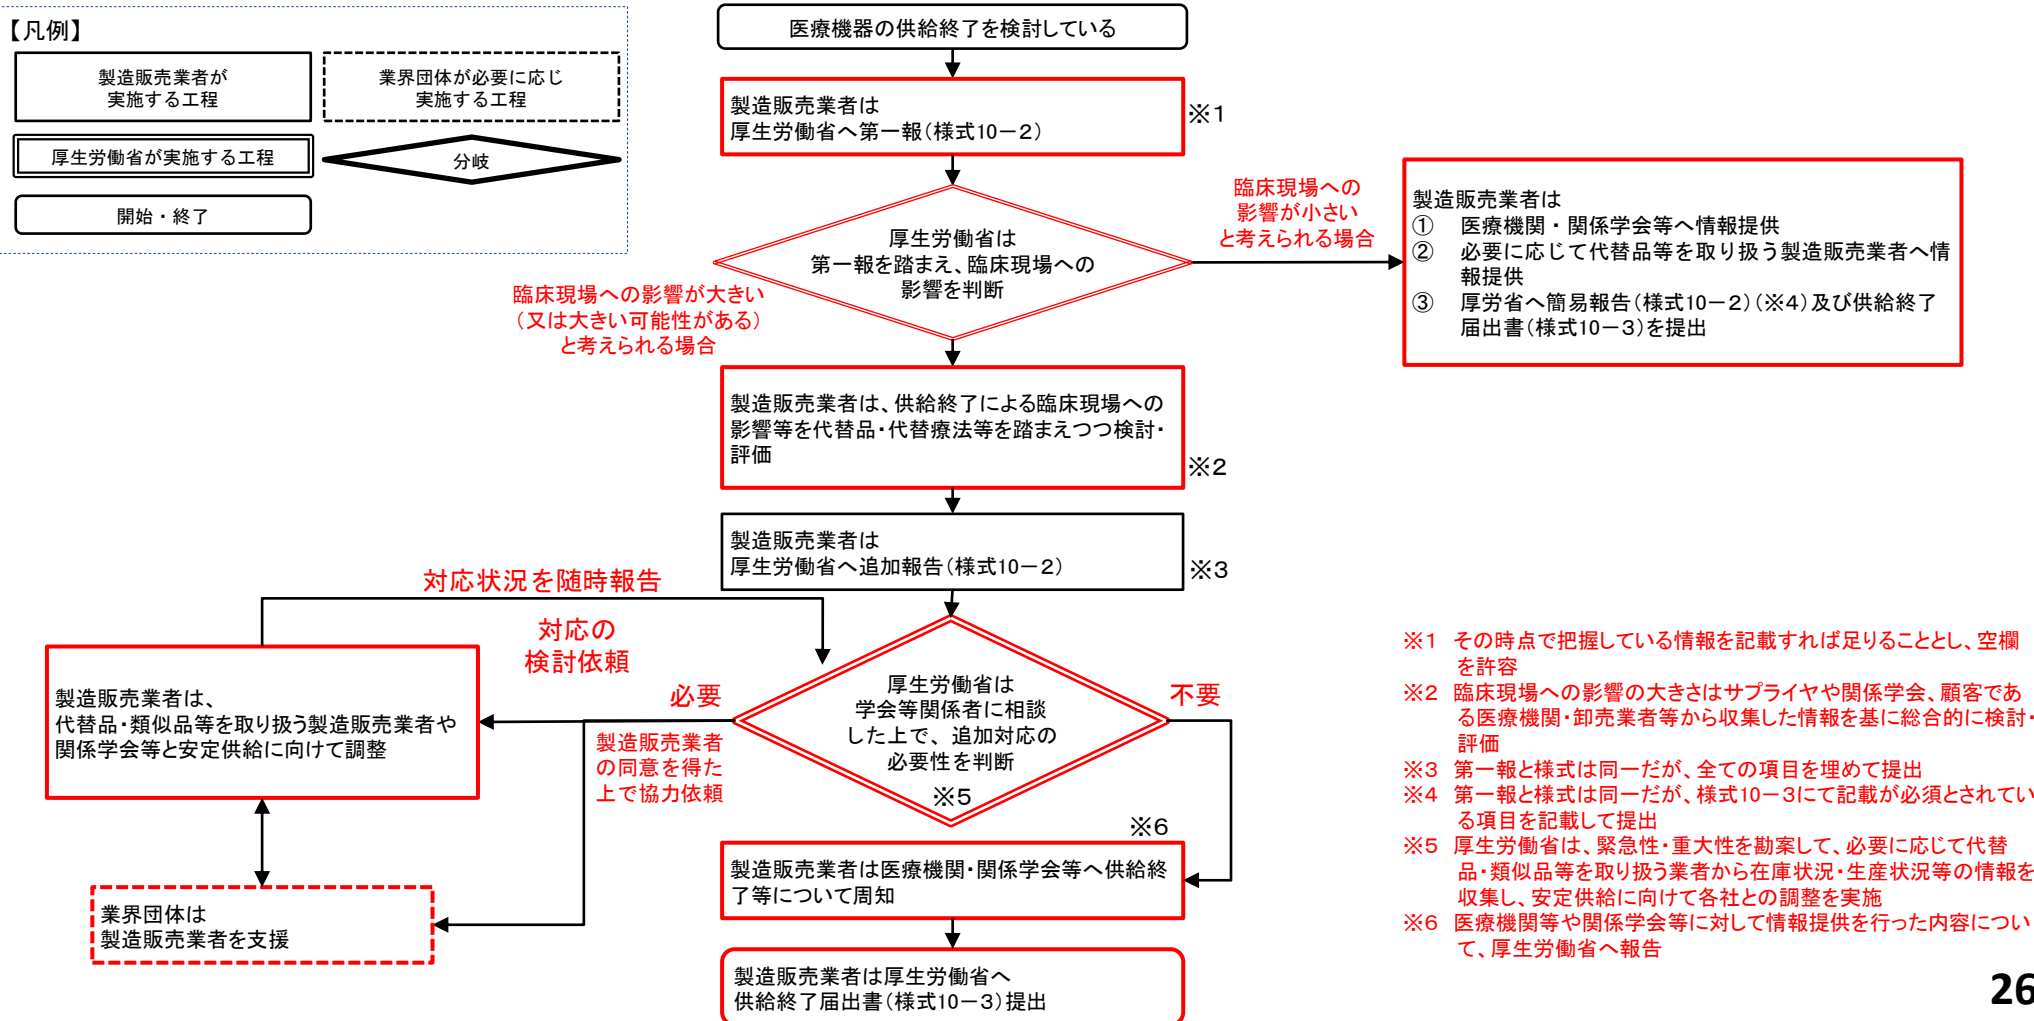 【凡例】
製造販売業者が
実施する工程
業界団体が必要に応じ
実施する工程
厚生労働省が実施する工程
分岐
開始・終了
医療機器の供給終了を検討している
製造販売業者は
厚生労働省へ第一報（様式10－2）
※1
厚生労働省は
第一報を踏まえ、臨床現場への
影響を判断
臨床現場への
影響が小さい
と考えられる場合
製造販売業者は
①　医療機関・関係学会等へ情報提供
②　必要に応じて代替品等を取り扱う製造販売業者へ情
報提供
③　厚労省へ簡易報告（様式10－2）（※4）及び供給終了
届出書（様式10－3）を提出
臨床現場への影響が大きい
（又は大きい可能性がある）
と考えられる場合
製造販売業者は、供給終了による臨床現場への
影響等を代替品・代替療法等を踏まえつつ検討・
評価
※2
製造販売業者は
厚生労働省へ追加報告（様式10－2）
※3
対応状況を随時報告
対応の
検討依頼
製造販売業者は、
代替品・類似品等を取り扱う製造販売業者や
関係学会等と安定供給に向けて調整
必要
製造販売業者
の同意を得た
上で協力依頼
厚生労働省は
学会等関係者に相談
した上で、追加対応の
必要性を判断
※5
不要
※6
製造販売業者は医療機関・関係学会等へ供給終
了等について周知
業界団体は
製造販売業者を支援
製造販売業者は厚生労働省へ
供給終了届出書（様式10－3）提出
※1　その時点で把握している情報を記載すれば足りることとし、空欄
を許容
※2　臨床現場への影響の大きさはサプライヤや関係学会、顧客であ
る医療機関・卸売業者等から収集した情報を基に総合的に検討・
評価
※3　第一報と様式は同一だが、全ての項目を埋めて提出
※4　第一報と様式は同一だが、様式10－3にて記載が必須とされてい
る項目を記載して提出
※5　厚生労働省は、緊急性・重大性を勘案して、必要に応じて代替
品・類似品等を取り扱う業者から在庫状況・生産状況等の情報を
収集し、安定供給に向けて各社との調整を実施
※6　医療機関等や関係学会等に対して情報提供を行った内容につい
て、厚生労働省へ報告
26